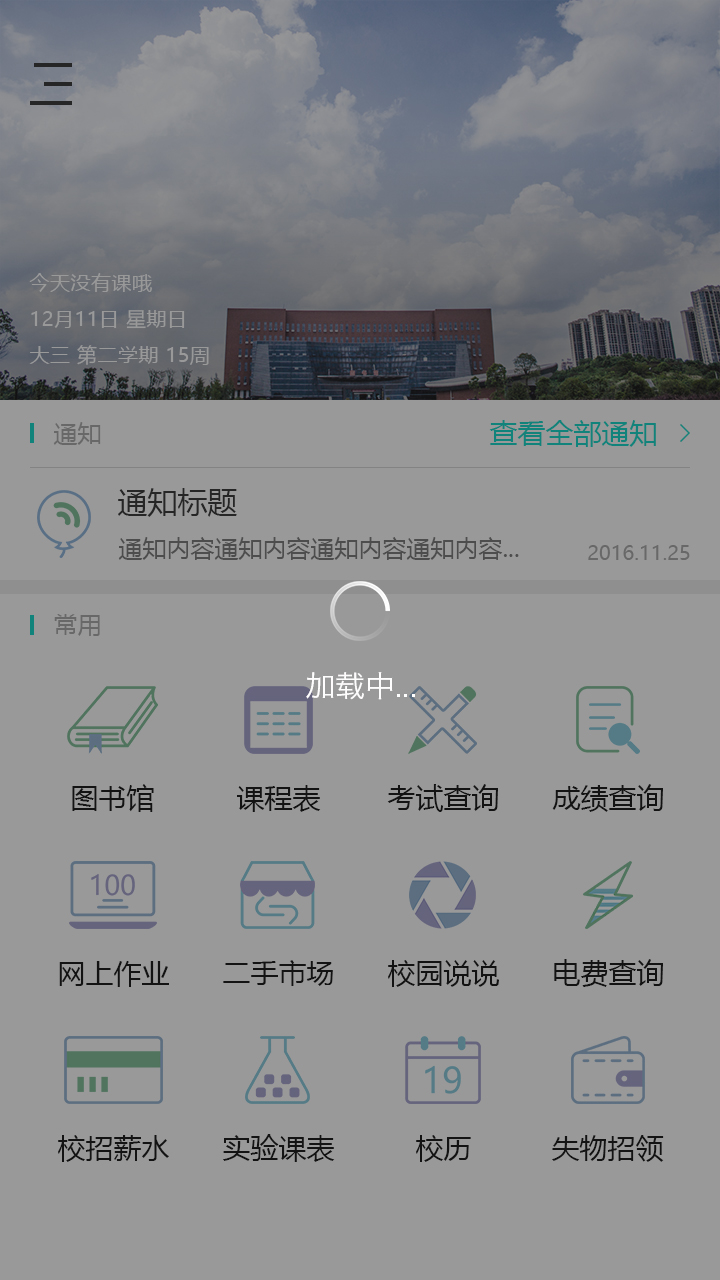 今天没有课哦
12月11日 星期日
大三 第二学期 15周
通知
查看全部通知
通知标题
通知内容通知内容通知内容通知内容...
2016.11.25
常用
加载中...
图书馆
课程表
考试查询
成绩查询
100
网上作业
二手市场
校园说说
电费查询
19
校招薪水
实验课表
校历
失物招领